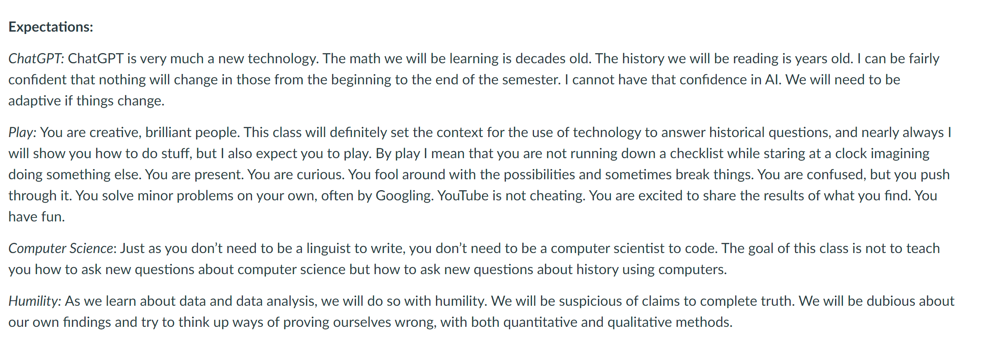 Expectations:
ChatGPT: ChatGPT is very much a new technology. The math we will be learning is decades old. The history we will be reading is years old. I can be fairly
confident that nothing will change in those from the beginning to the end of the semester. I cannot have that confidence in AI. We will need to be
adaptive if things change.
Play: You are creative, brilliant people. This class will definitely set the context for the use of technology to answer historical questions, and nearly always I
will show you how to do stuff, but I also expect you to play. By play I mean that you are not running down a checklist while staring at a clock imagining
doing something else. You are present. You are curious. You fool around with the possibilities and sometimes break things. You are confused, but you push
through it. You solve minor problems on your own, often by Googling. YouTube is not cheating. You are excited to share the results of what you find. You
have fun.
Computer Science: Just as you don’t need to be a linguist to write, you don’t need to be a computer scientist to code. The goal of this class is not to teach
you how to ask new questions about computer science but how to ask new questions about history using computers.
Humility: As we learn about data and data analysis, we will do so with humility. We will be suspicious of claims to complete truth. We will be dubious about
our own findings and try to think up ways of proving ourselves wrong, with both quantitative and qualitative methods.